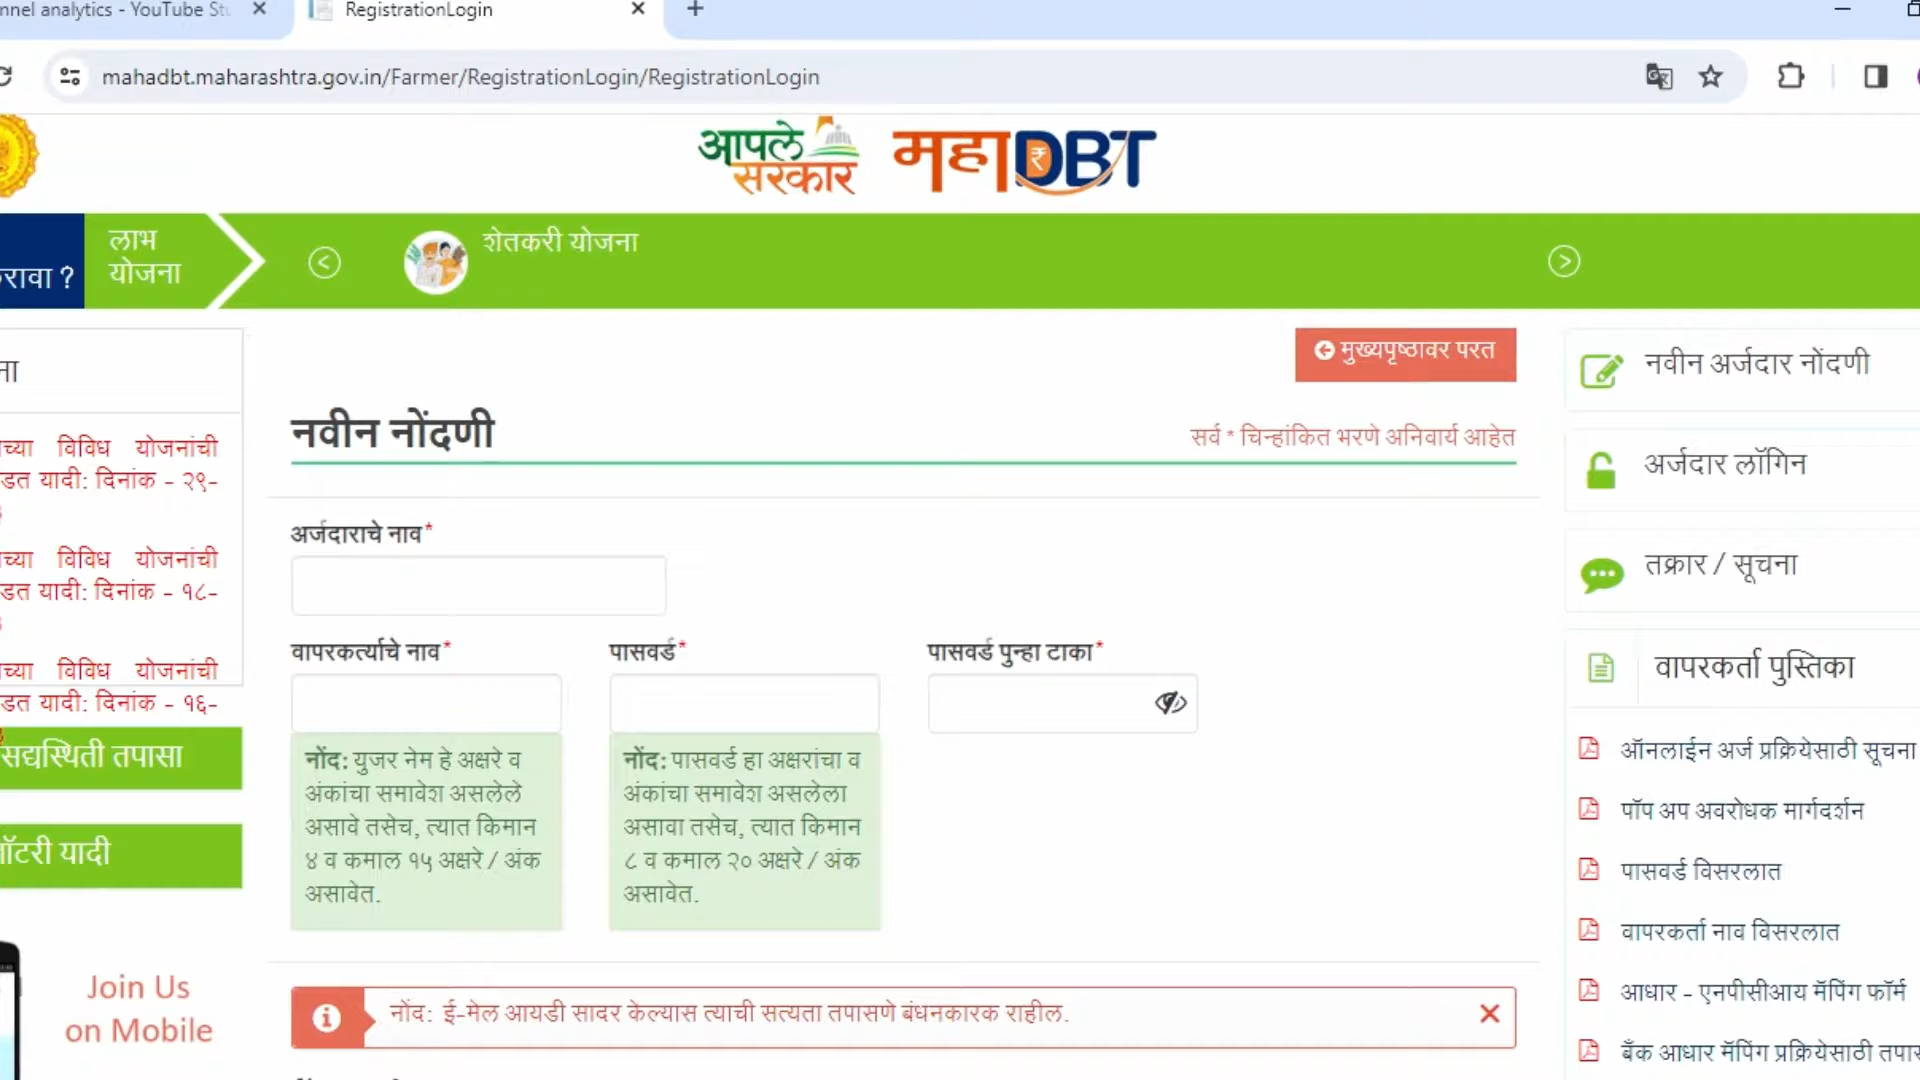 nnel analytics - YouTube Stu
RegistrationLogin
mahadbt.maharashtra.gov.in/Farmer/RegistrationLogin/RegistrationLogin
आपले
सरकार
महाDBT
रावा ?
लाभ
योजना
शेतकरी योजना
ना
मुख्यपृष्ठावर परत
नवीन नोंदणी
सर्व * चिन्हांकित भरणे अनिवार्य आहेत
च्या विविध योजनांची
डत यादी: दिनांक - २९-
च्या विविध योजनांची
डत यादी: दिनांक - १८-
च्या विविध योजनांची
डत यादी: दिनांक - १६-
सद्यस्थिती तपासा
लॉटरी यादी
Join Us
on Mobile
अर्जदाराचे नाव*
वापरकर्त्याचे नाव*
पासवर्ड*
पासवर्ड पुन्हा टाका*
नोंद: युजर नेम हे अक्षरे व
अंकांचा समावेश असलेले
असावे तसेच, त्यात किमान
४ व कमाल १५ अक्षरे / अंक
असावेत.
नोंद: पासवर्ड हा अक्षरांचा व
अंकांचा समावेश असलेला
असावा तसेच, त्यात किमान
८ व कमाल २० अक्षरे / अंक
असावेत.
नोंद: ई-मेल आयडी सादर केल्यास त्याची सत्यता तपासणे बंधनकारक राहील.
नवीन अर्जदार नोंदणी
अर्जदार लॉगिन
तक्रार / सूचना
वापरकर्ता पुस्तिका
ऑनलाईन अर्ज प्रक्रियेसाठी सूचना
पॉप अप अवरोधक मार्गदर्शन
पासवर्ड विसरलात
वापरकर्ता नाव विसरलात
आधार - एनपीसीआय मॅपिंग फॉर्म
बँक आधार मॅपिंग प्रक्रियेसाठी तपा